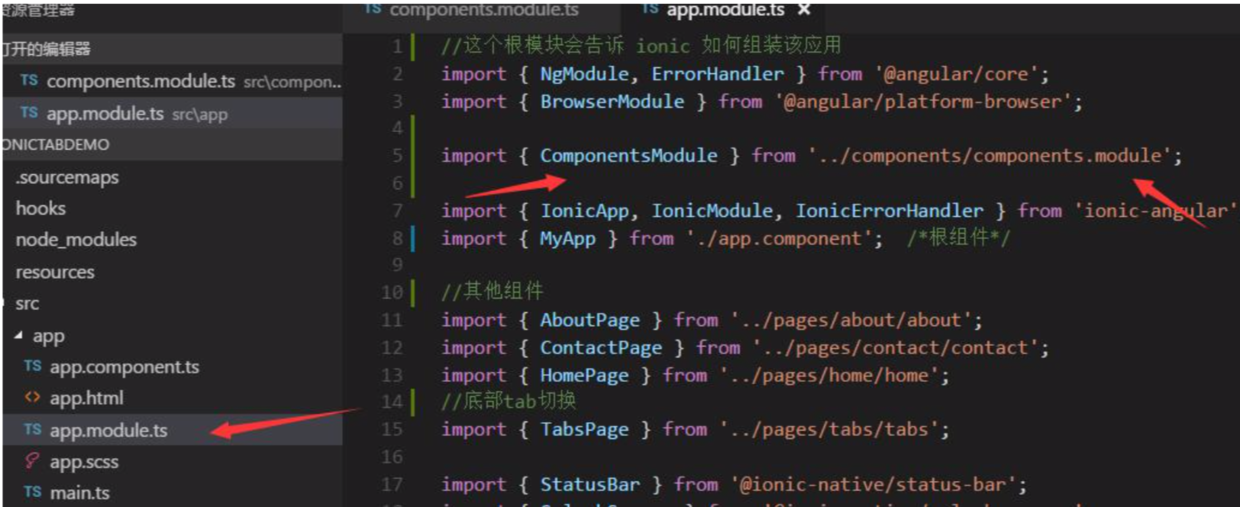 资源管理器
打开的编辑器
TS components.module.ts src\compon...
TS app.module.ts src\app
IONICTABDEMO
.sourcemaps
hooks
node_modules
resources
src
app
TS app.component.ts
<> app.html
TS app.module.ts
app.scss
TS main.ts
TS components.module.ts
TS app.module.ts ×
1 //这个根模块会告诉 ionic 如何组装该应用
2 import { NgModule, ErrorHandler } from '@angular/core';
3 import { BrowserModule } from '@angular/platform-browser';
4
5 import { ComponentsModule } from '../components/components.module';
6
7 import { IonicApp, IonicModule, IonicErrorHandler } from 'ionic-angular'
8 import { MyApp } from './app.component'; /*根组件*/
9
10 //其他组件
11 import { AboutPage } from '../pages/about/about';
12 import { ContactPage } from '../pages/contact/contact';
13 import { HomePage } from '../pages/home/home';
14 //底部tab切换
15 import { TabsPage } from '../pages/tabs/tabs';
16
17 import { StatusBar } from '@ionic-native/status-bar';